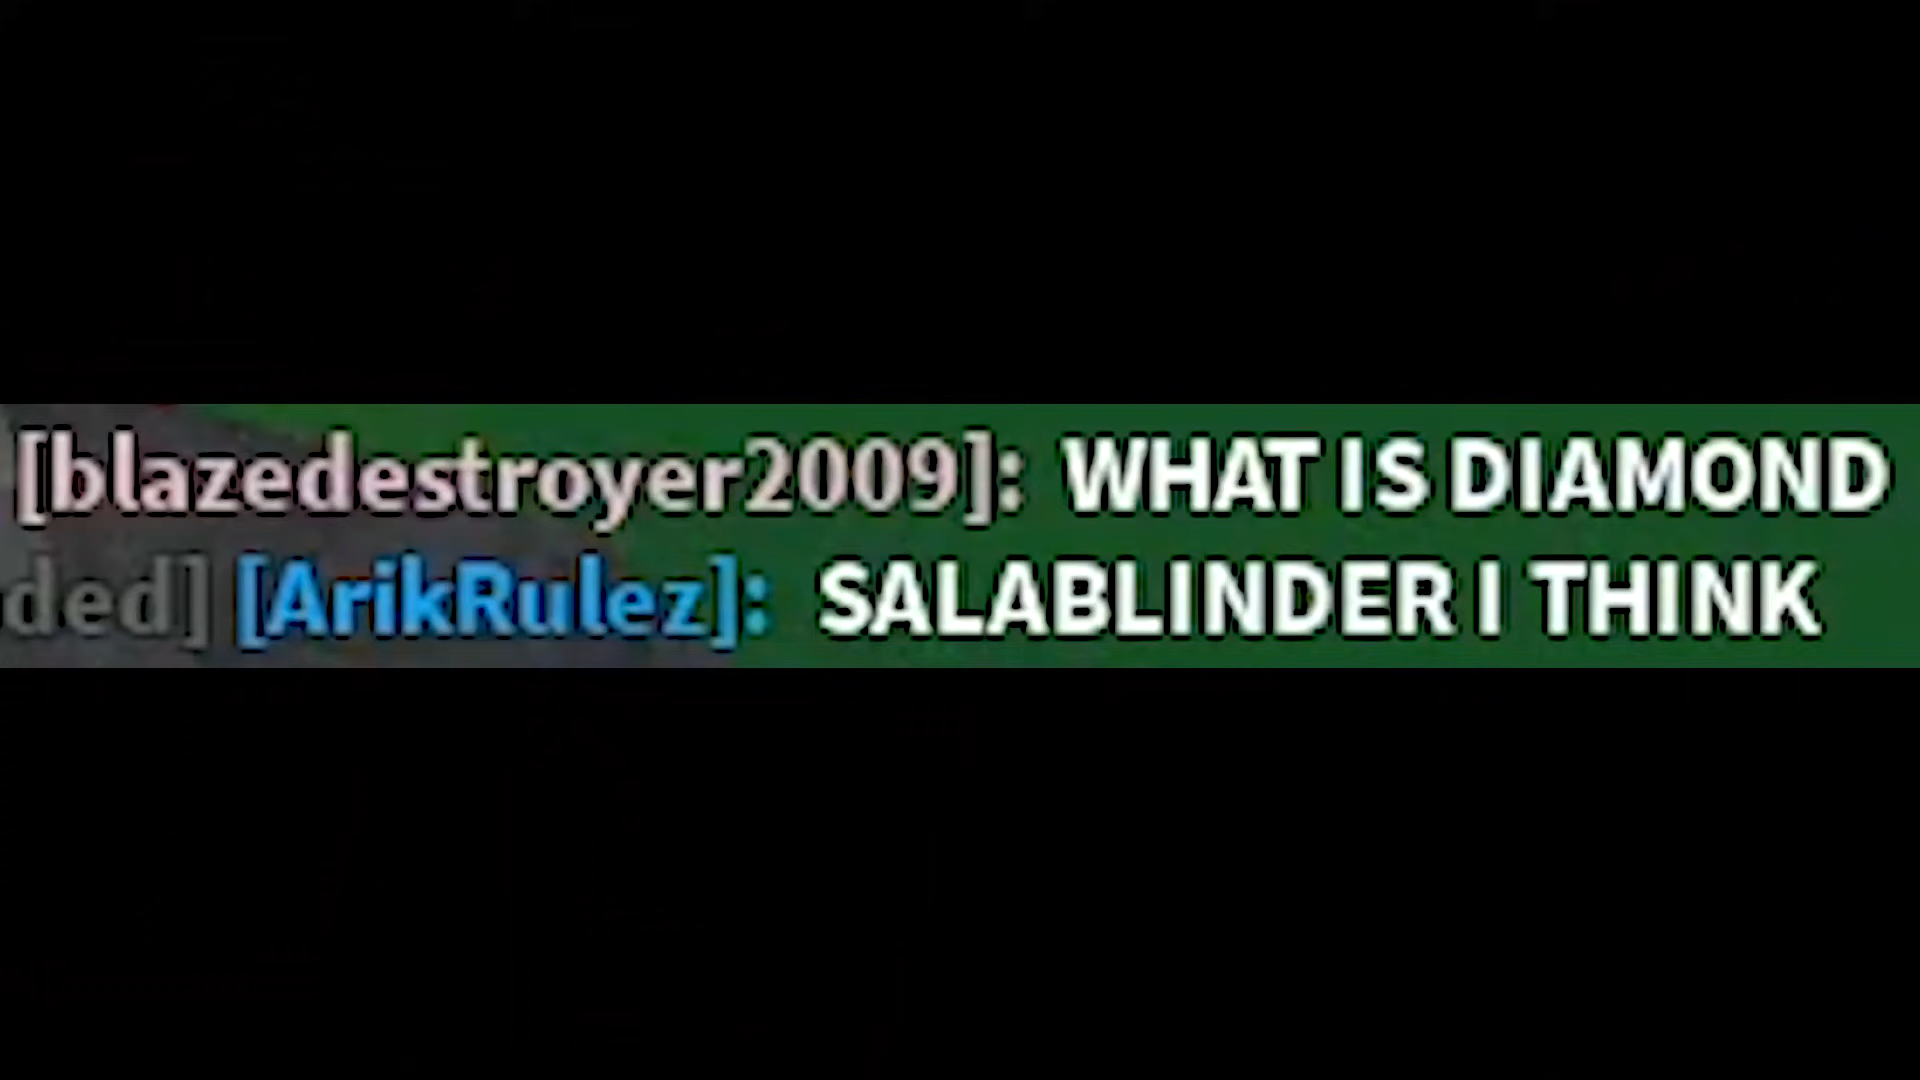 [blazedestroyer2009]: WHAT IS DIAMOND
ded] [ArikRulez]: SALABLINDER I THINK